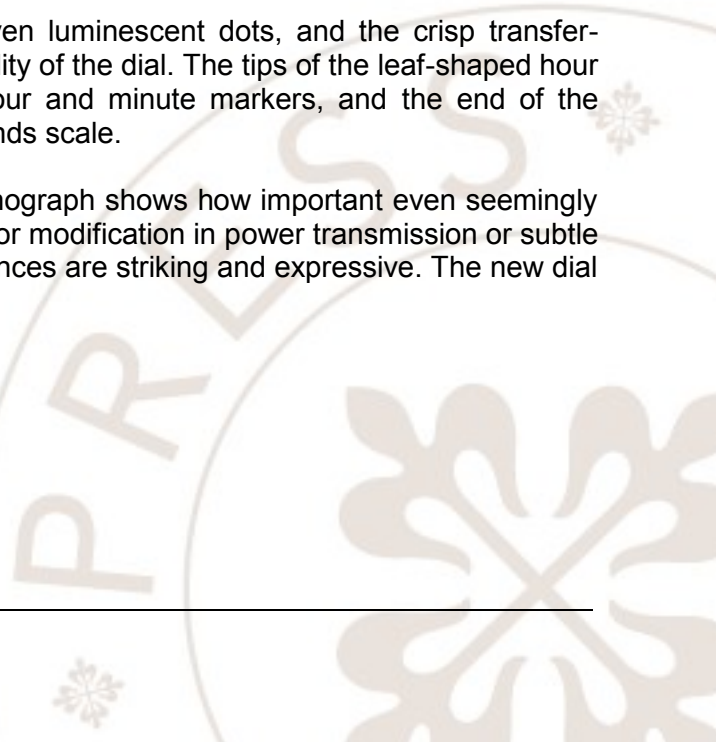 ven luminescent dots, and the crisp transfer-
lity of the dial. The tips of the leaf-shaped hour
our and minute markers, and the end of the
nds scale.
nograph shows how important even seemingly
or modification in power transmission or subtle
nces are striking and expressive. The new dial
PRESS